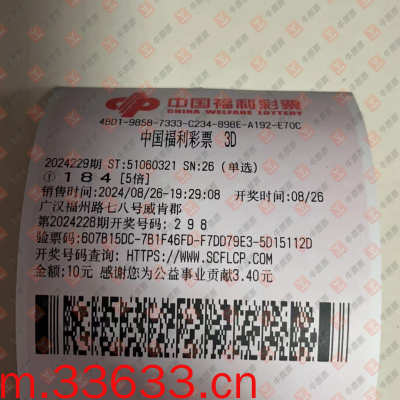 中国福利彩票
CHINA WELFARE LOTTERY
4BD1-9858-7333-C234-898E-A192-E70C
中国福利彩票 3D
2024229期 ST:51060321 SN:26 (单选)
① 1 8 4 [5倍]
销售时间:2024/08/26-19:29:08 开奖时间:08/26
广汉福州路七八号威肯郡
第2024228期开奖号码: 2 9 8
验票码:607B15DC-7B1F46FD-F7DD79E3-5D15112D
开奖号码查询: HTTPS://WWW.SCFLCP.COM
金额:10元 感谢您为公益事业贡献3.40元
m.33633.cn